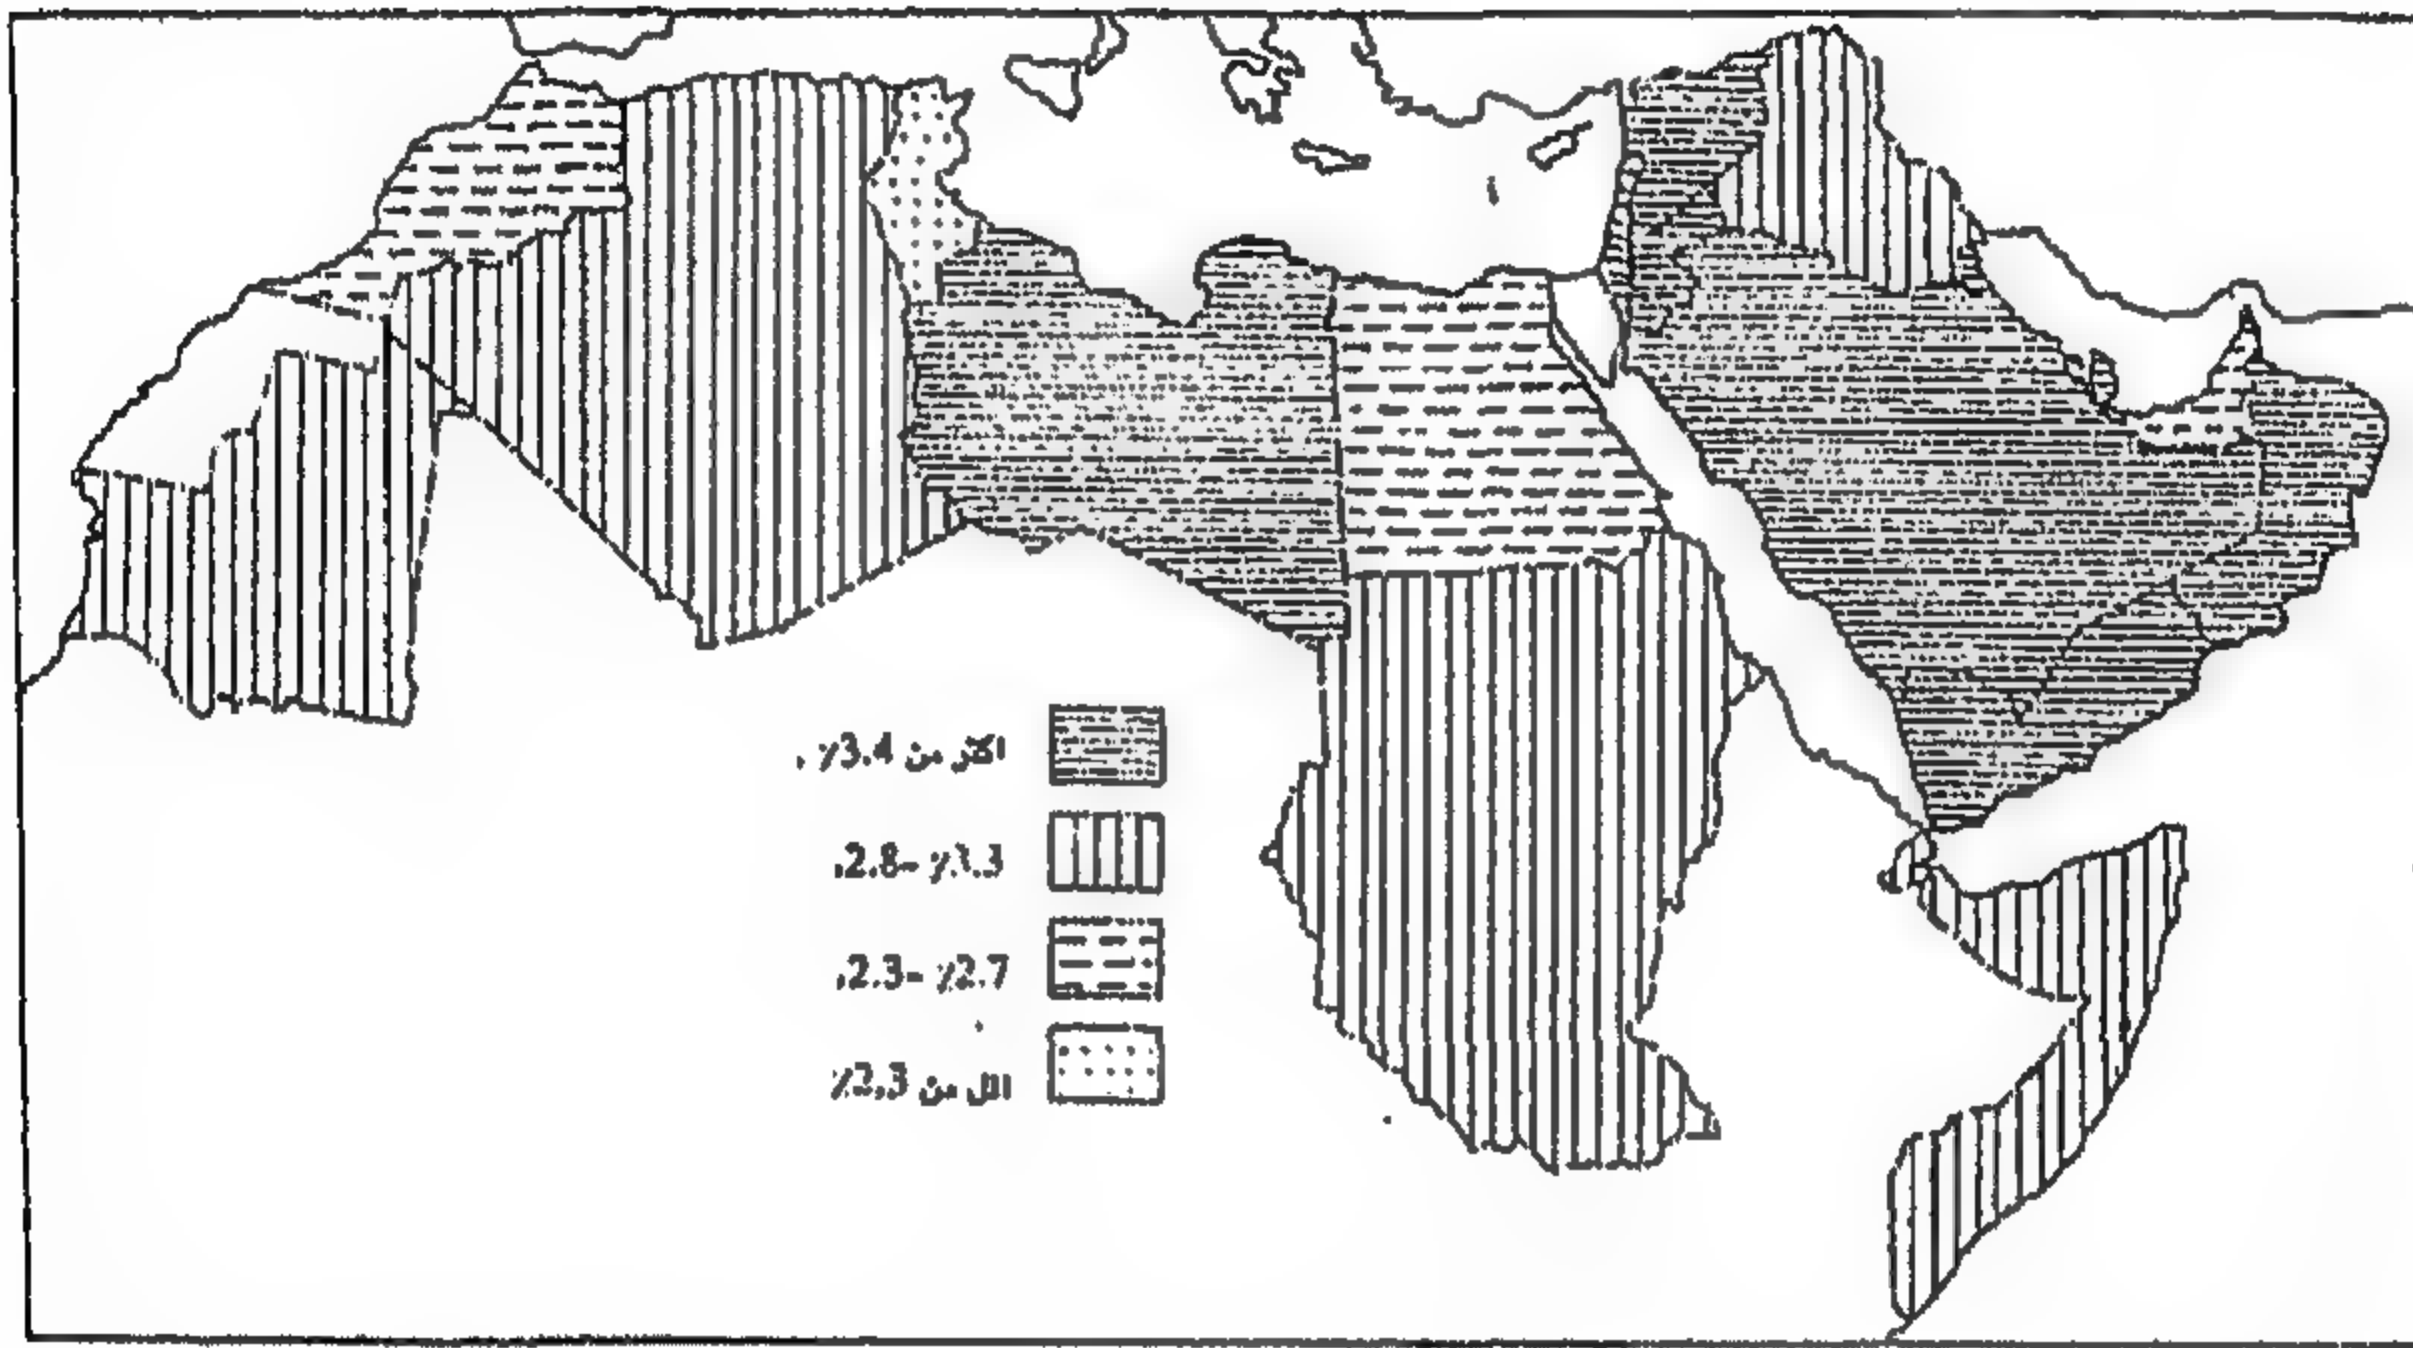 اكثر من 3.4٪.
2.8- 3.3٪.
2.3- 2.7٪.
اقل من 2,3٪